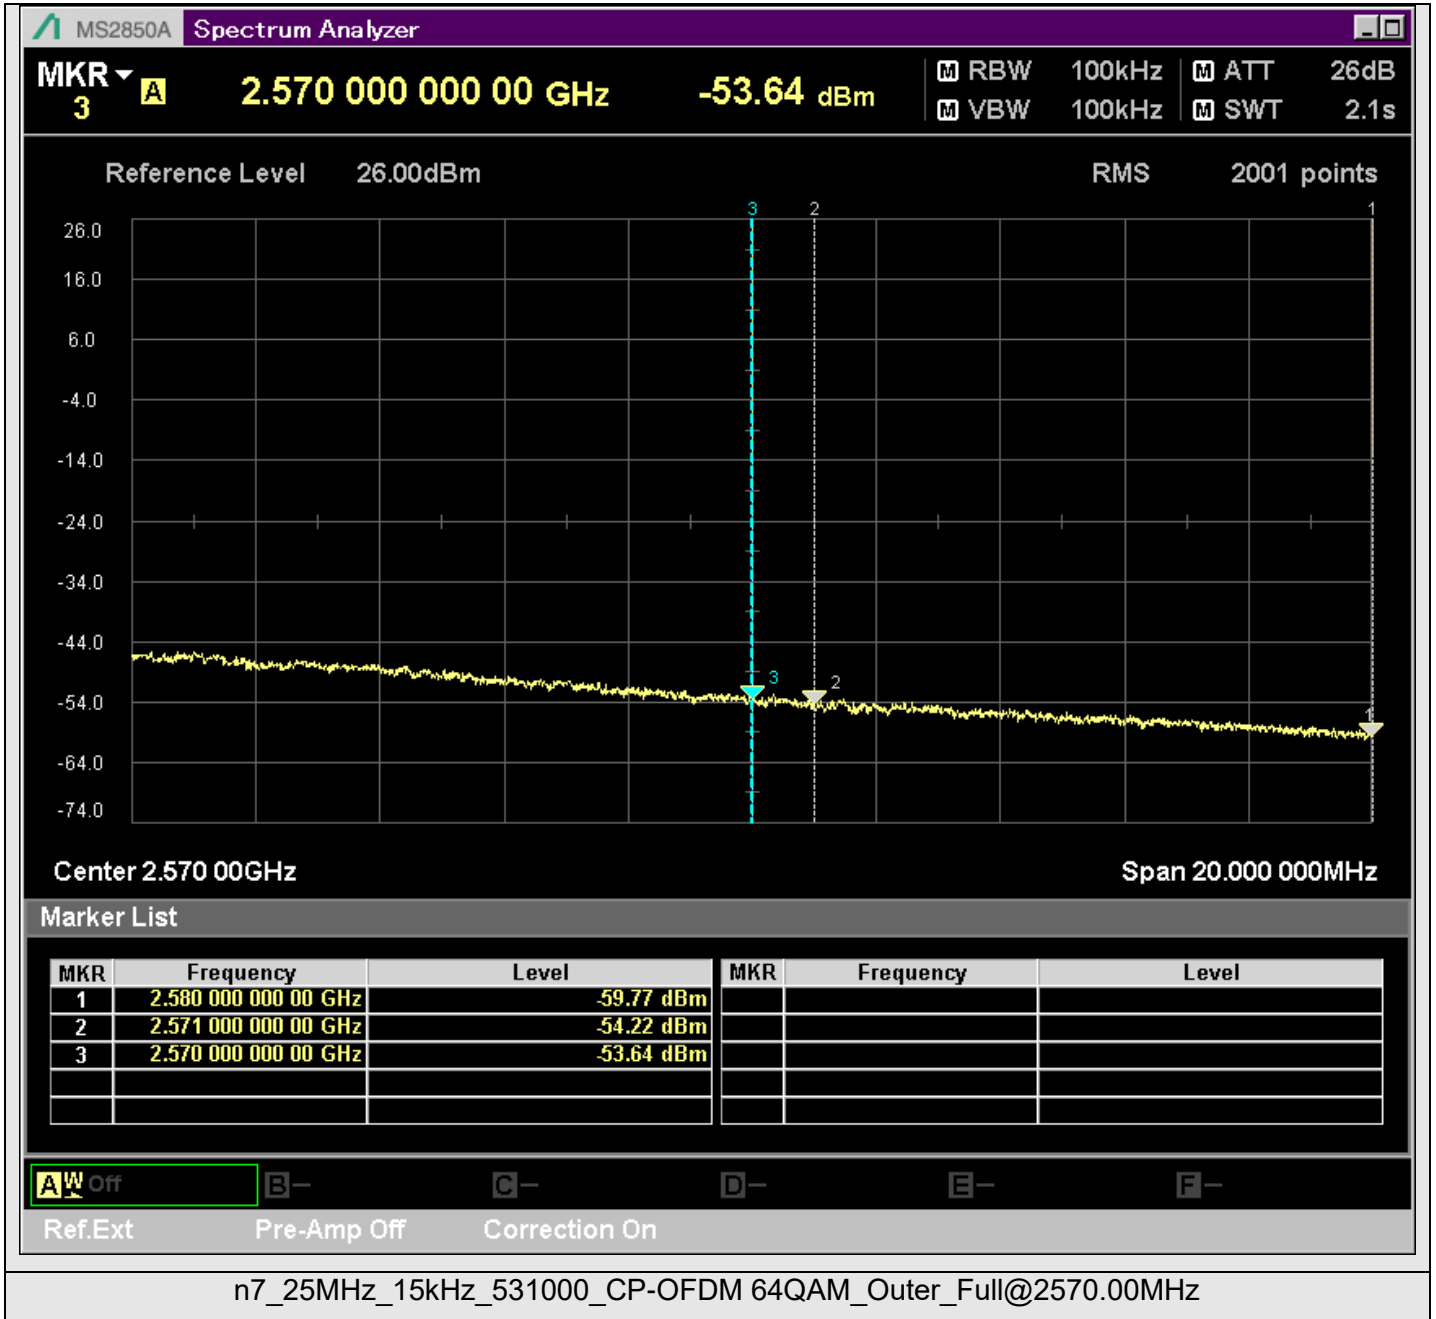 MS2850A Spectrum Analyzer
MKR A 2.570 000 000 00 GHz -53.64 dBm M RBW 100kHz M ATT 26dB
3 M VBW 100kHz M SWT 2.1s
Reference Level 26.00dBm RMS 2001 points
3 2 1
26.0
16.0
6.0
-4.0
-14.0
-24.0
-34.0
-44.0
3 2
-54.0
1
-64.0
-74.0
Center 2.570 00GHz Span 20.000 000MHz
Marker List
MKR Frequency Level MKR Frequency Level
1 2.580 000 000 00 GHz -59.77 dBm
2 2.571 000 000 00 GHz -54.22 dBm
3 2.570 000 000 00 GHz -53.64 dBm
A W Off B — C — D — E — F —
Ref.Ext Pre-Amp Off Correction On
n7_25MHz_15kHz_531000_CP-OFDM 64QAM_Outer_Full@2570.00MHz